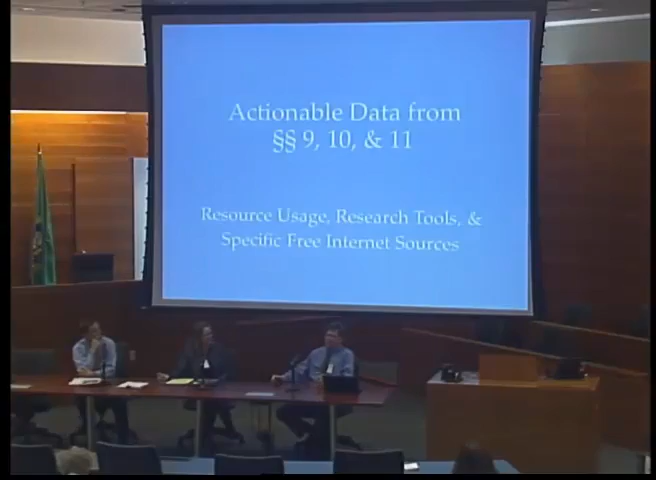 Actionable Data from
§§ 9, 10, & 11
Resource Usage, Research Tools, &
Specific Free Internet Sources